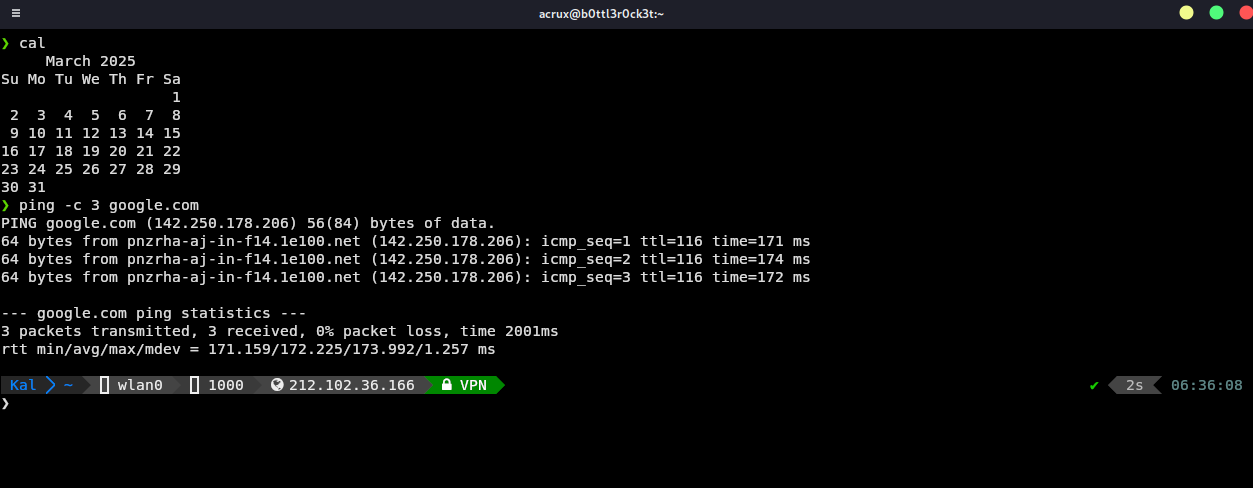 acrux@b0ttl3r0ck3t:~
❯ cal
     March 2025
Su Mo Tu We Th Fr Sa
                   1
 2  3  4  5  6  7  8
 9 10 11 12 13 14 15
16 17 18 19 20 21 22
23 24 25 26 27 28 29
30 31
❯ ping -c 3 google.com
PING google.com (142.250.178.206) 56(84) bytes of data.
64 bytes from pnzrha-aj-in-f14.1e100.net (142.250.178.206): icmp_seq=1 ttl=116 time=171 ms
64 bytes from pnzrha-aj-in-f14.1e100.net (142.250.178.206): icmp_seq=2 ttl=116 time=174 ms
64 bytes from pnzrha-aj-in-f14.1e100.net (142.250.178.206): icmp_seq=3 ttl=116 time=172 ms

--- google.com ping statistics ---
3 packets transmitted, 3 received, 0% packet loss, time 2001ms
rtt min/avg/max/mdev = 171.159/172.225/173.992/1.257 ms

Kal ~ wlan0 1000 212.102.36.166 VPN ✔ 2s 06:36:08
❯